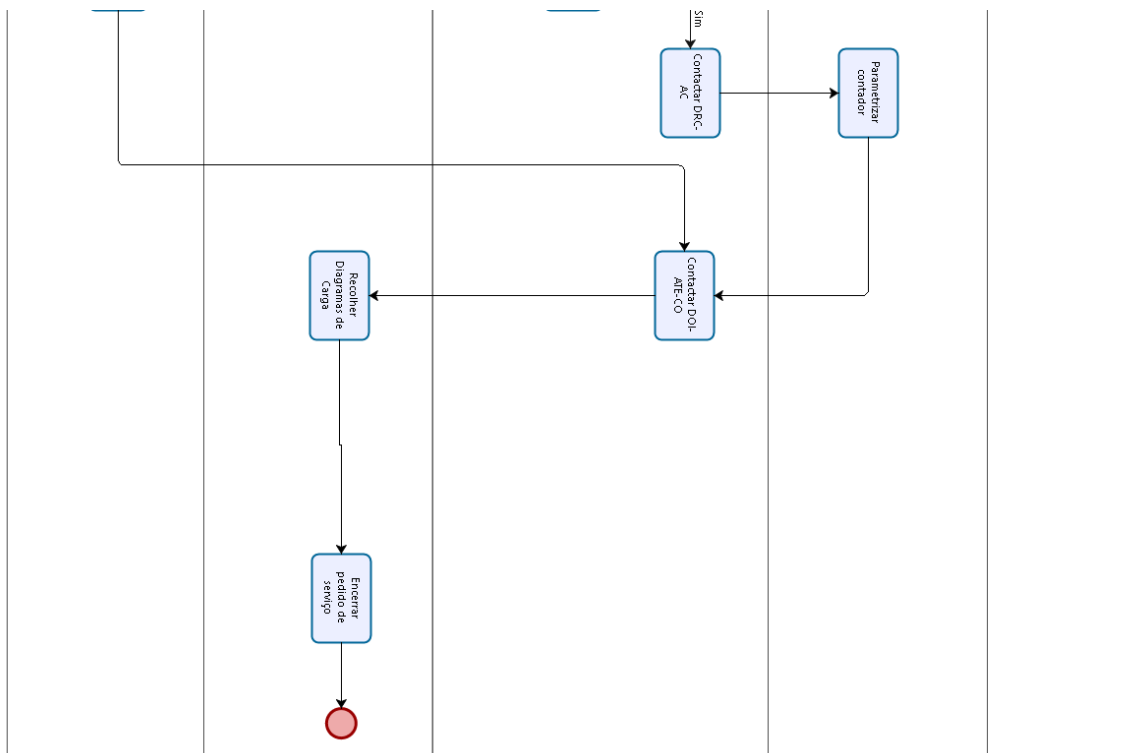 Sim
Contactar DRC-
AC
Parametrizar
contador
Contactar DOI-
ATE-CO
Recolher
Diagramas de
Carga
Encerrar
pedido de
serviço